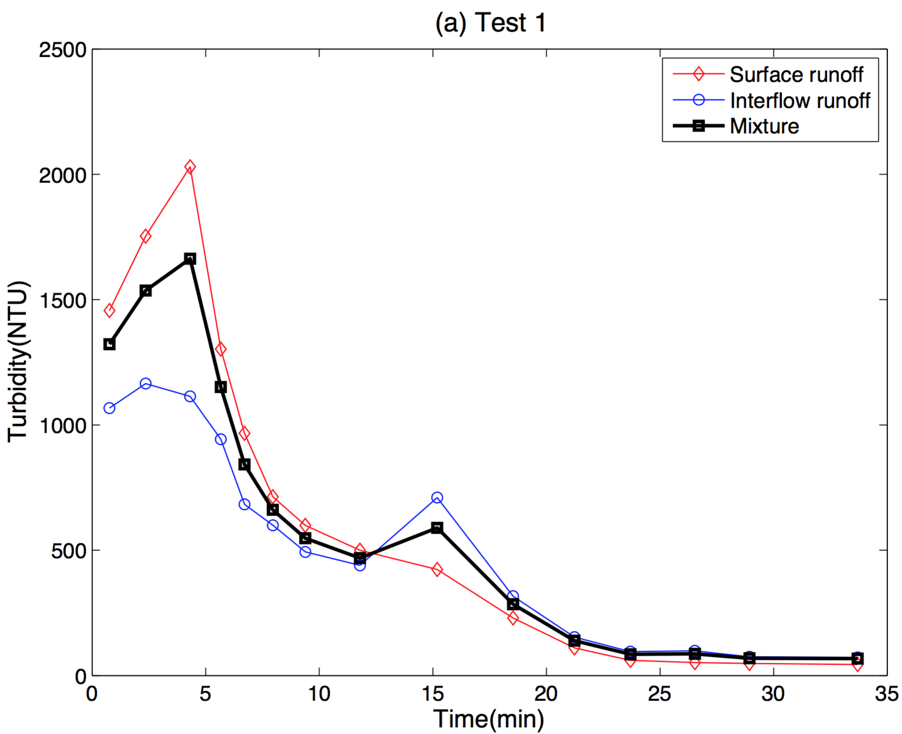 (a) Test 1
2500
2000
1500
1000
500
0
Turbidity(NTU)
Surface runoff
Interflow runoff
Mixture
0 5 10 15 20 25 30 35
Time(min)